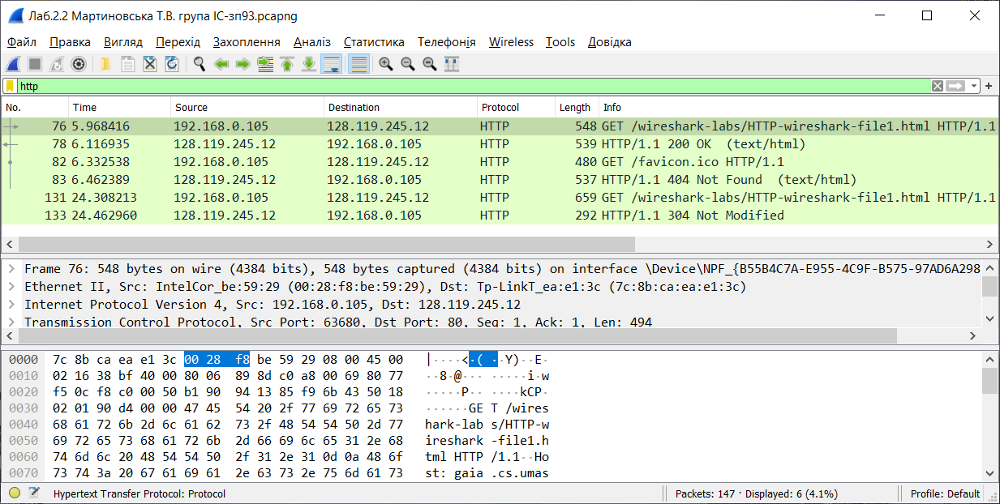 Лаб.2.2 Мартиновська Т.В. група ІС-зп93.pcapng
Файл Правка Вигляд Перехід Захоплення Аналіз Статистика Телефонія Wireless Tools Довідка
http
No. Time Source Destination Protocol Length Info
76 5.968416 192.168.0.105 128.119.245.12 HTTP 548 GET /wireshark-labs/HTTP-wireshark-file1.html HTTP/1.1
78 6.116935 128.119.245.12 192.168.0.105 HTTP 539 HTTP/1.1 200 OK (text/html)
82 6.332538 192.168.0.105 128.119.245.12 HTTP 480 GET /favicon.ico HTTP/1.1
83 6.462389 128.119.245.12 192.168.0.105 HTTP 537 HTTP/1.1 404 Not Found (text/html)
131 24.308213 192.168.0.105 128.119.245.12 HTTP 659 GET /wireshark-labs/HTTP-wireshark-file1.html HTTP/1.1
133 24.462960 128.119.245.12 192.168.0.105 HTTP 292 HTTP/1.1 304 Not Modified
Frame 76: 548 bytes on wire (4384 bits), 548 bytes captured (4384 bits) on interface \Device\NPF_{B55B4C7A-E955-4C9F-B575-97AD6A298
Ethernet II, Src: IntelCor_be:59:29 (00:28:f8:be:59:29), Dst: Tp-LinkT_ea:e1:3c (7c:8b:ca:ea:e1:3c)
Internet Protocol Version 4, Src: 192.168.0.105, Dst: 128.119.245.12
Transmission Control Protocol, Src Port: 63680, Dst Port: 80, Seq: 1, Ack: 1, Len: 494
0000 7c 8b ca ea e1 3c 00 28 f8 be 59 29 08 00 45 00 |····<·( ··Y)··E·
0010 02 16 38 bf 40 00 80 06 89 8d c0 a8 00 69 80 77 ··8·@··· ·····i·w
0020 f5 0c f8 c0 00 50 b1 90 94 13 85 f9 6b 43 50 18 ·····P·· ····kCP·
0030 02 01 90 d4 00 00 47 45 54 20 2f 77 69 72 65 73 ······GE T /wires
0040 68 61 72 6b 2d 6c 61 62 73 2f 48 54 54 50 2d 77 hark-lab s/HTTP-w
0050 69 72 65 73 68 61 72 6b 2d 66 69 6c 65 31 2e 68 ireshark -file1.h
0060 74 6d 6c 20 48 54 54 50 2f 31 2e 31 0d 0a 48 6f tml HTTP /1.1··Ho
0070 73 74 3a 20 67 61 69 61 2e 63 73 2e 75 6d 61 73 st: gaia .cs.umas
Hypertext Transfer Protocol: Protocol Packets: 147 · Displayed: 6 (4.1%) Profile: Default